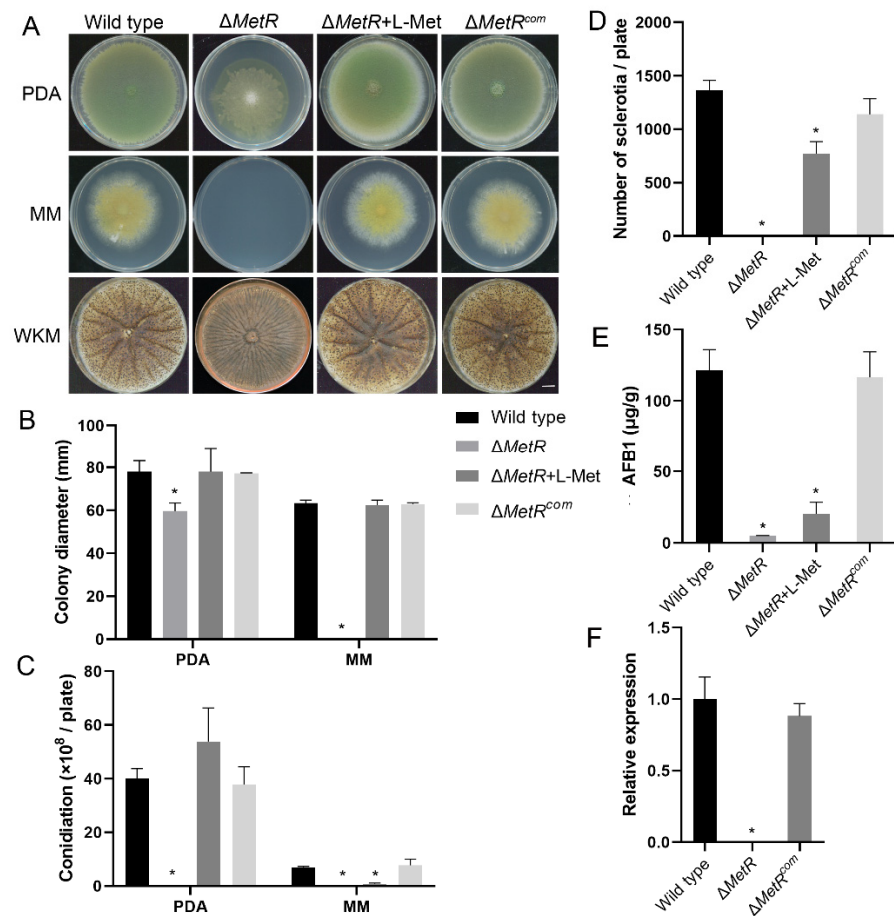 A
Wild type ΔMetR ΔMetR+L-Met ΔMetRcom
PDA
MM
WKM
B
Colony diameter (mm)
100
80
60
40
20
0
*
*
PDA MM
Wild type
ΔMetR
ΔMetR+L-Met
ΔMetRcom
C
Conidiation (×10⁸ / plate)
80
60
40
20
0
*
* *
PDA MM
D
Number of sclerotia / plate
2000
1500
1000
500
0
*
*
Wild type ΔMetR ΔMetR+L-Met ΔMetRcom
E
AFB1 (μg/g)
150
100
50
0
*
*
Wild type ΔMetR ΔMetR+L-Met ΔMetRcom
F
Relative expression
1.5
1.0
0.5
0.0
*
Wild type ΔMetR ΔMetRcom